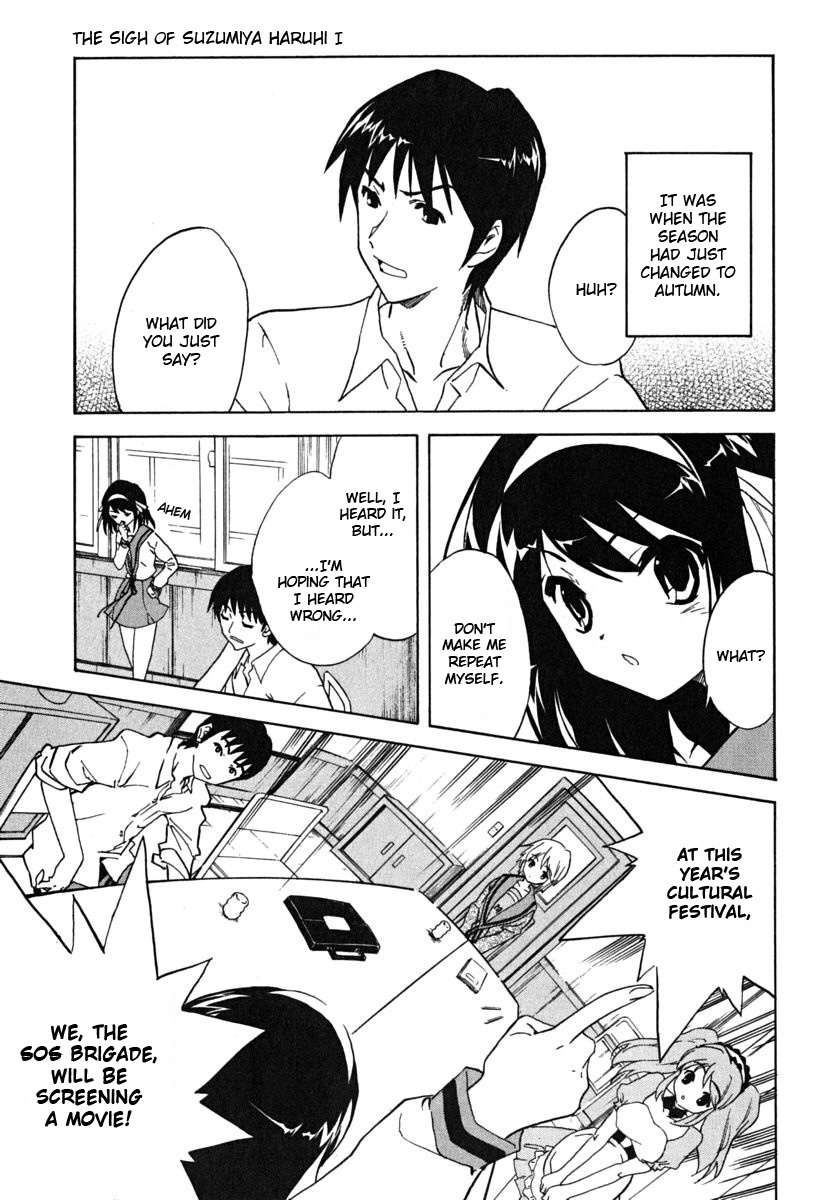 THE SIGH OF SUZUMIYA HARUHI I
IT WAS
WHEN THE
SEASON
HAD JUST
CHANGED TO
AUTUMN.
HUH?
WHAT DID
YOU JUST
SAY?
WHAT?
DON'T
MAKE ME
REPEAT
MYSELF.
WELL, I
HEARD IT,
BUT...
...I'M
HOPING THAT
I HEARD
WRONG...
AHEM
AT THIS
YEAR'S
CULTURAL
FESTIVAL,
WE, THE
SOS BRIGADE,
WILL BE
SCREENING
A MOVIE!